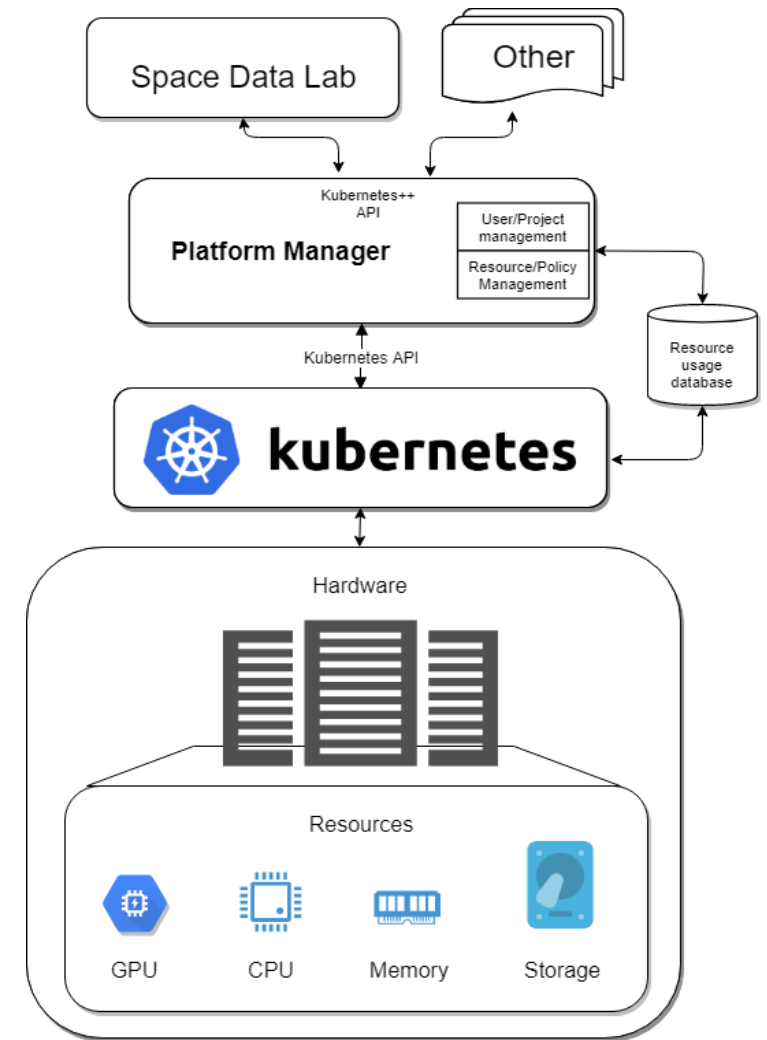 Space Data Lab
Other
Kubernetes++
API
Platform Manager
User/Project
management
Resource/Policy
Management
Kubernetes API
Resource
usage
database
kubernetes
Hardware
Resources
GPU
CPU
Memory
Storage